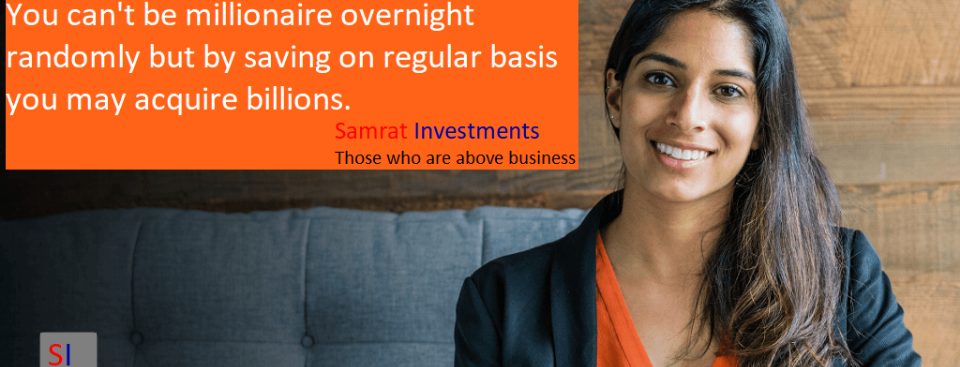 You can't be millionaire overnight
randomly but by saving on regular basis
you may acquire billions.
Samrat Investments
Those who are above business
SI